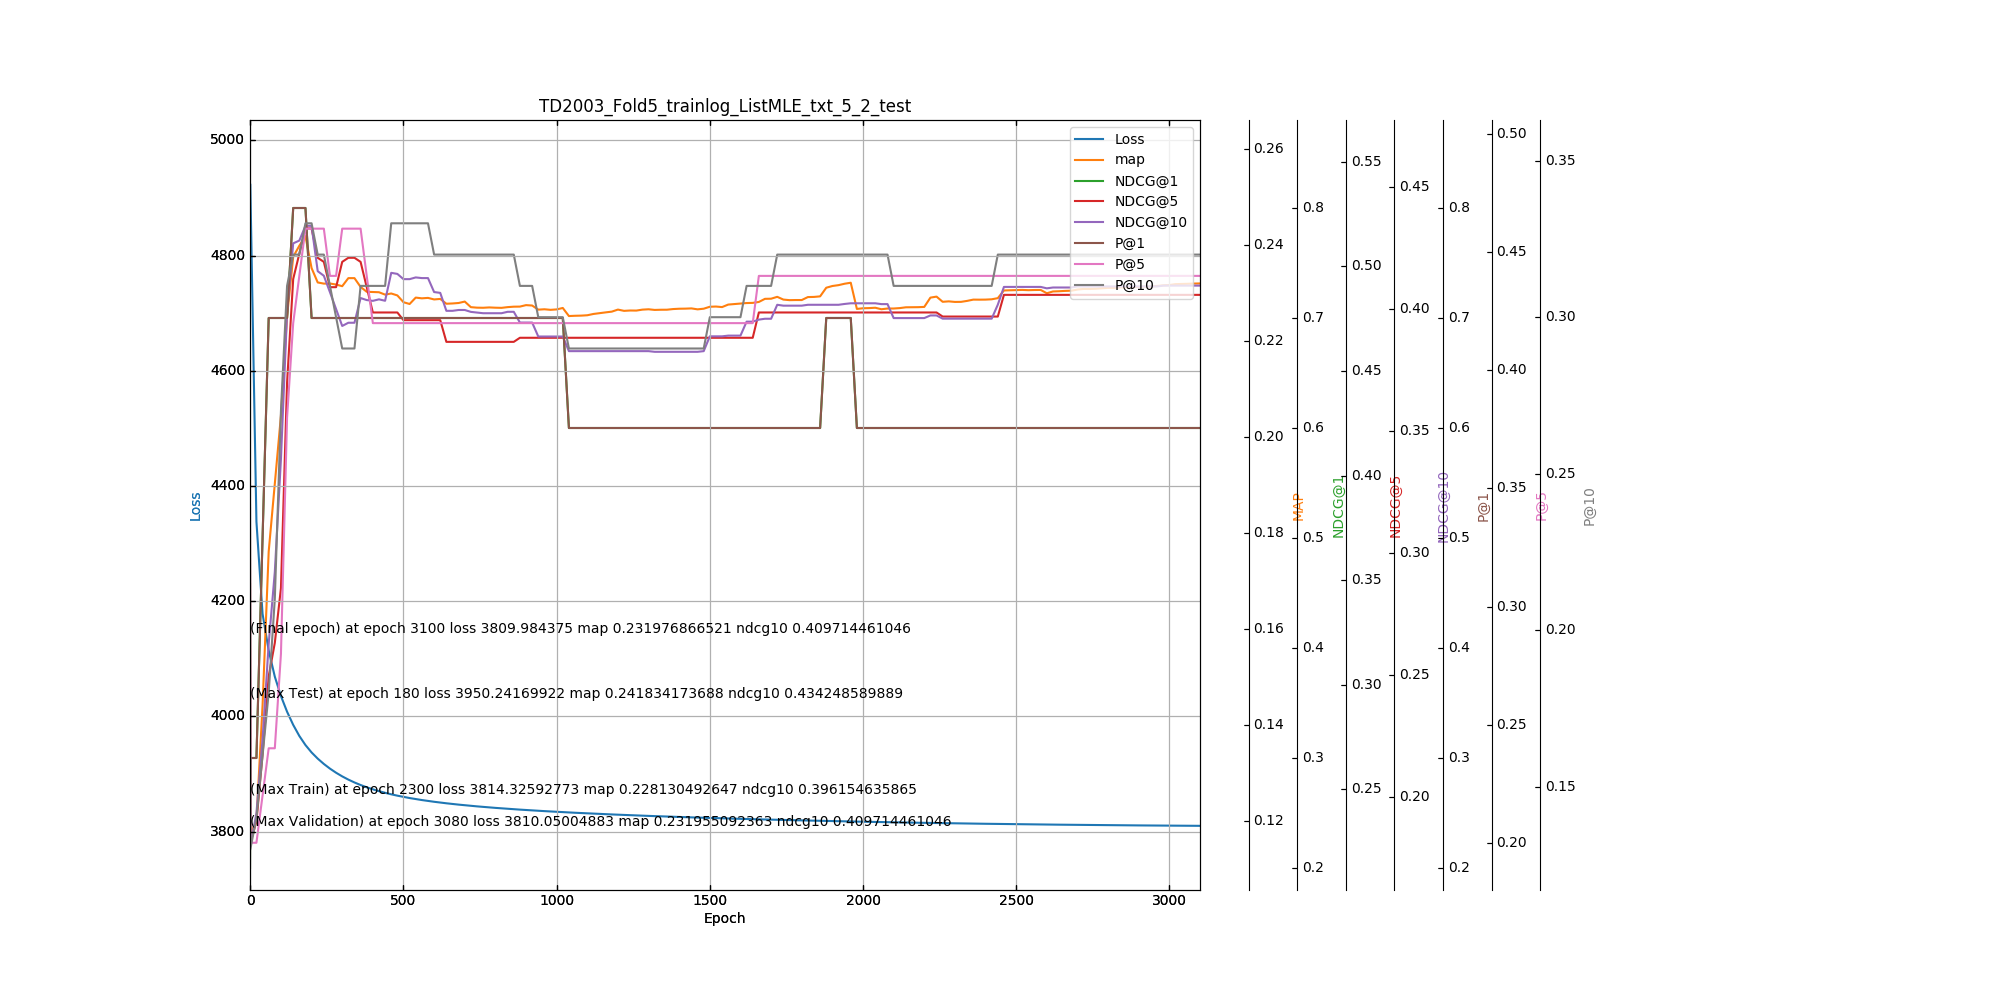 TD2003_Fold5_trainlog_ListMLE_txt_5_2_test
Loss
map
NDCG@1
NDCG@5
NDCG@10
P@1
P@5
P@10
5000
4800
4600
4400
4200
4000
3800
Loss
(Final epoch) at epoch 3100 loss 3809.984375 map 0.231976866521 ndcg10 0.409714461046
(Max Test) at epoch 180 loss 3950.24169922 map 0.241834173688 ndcg10 0.434248589889
(Max Train) at epoch 2300 loss 3814.32592773 map 0.228130492647 ndcg10 0.396154635865
(Max Validation) at epoch 3080 loss 3810.05004883 map 0.231955092363 ndcg10 0.409714461046
0 500 1000 1500 2000 2500 3000
Epoch
0.26
0.24
0.22
0.20
0.18
0.16
0.14
0.12
MAP
0.8
0.7
0.6
0.5
0.4
0.3
0.2
NDCG@1
0.55
0.50
0.45
0.40
0.35
0.30
0.25
NDCG@5
0.45
0.40
0.35
0.30
0.25
0.20
NDCG@10
0.8
0.7
0.6
0.5
0.4
0.3
0.2
P@1
0.50
0.45
0.40
0.35
0.30
0.25
0.20
P@5
0.35
0.30
0.25
0.20
0.15
P@10